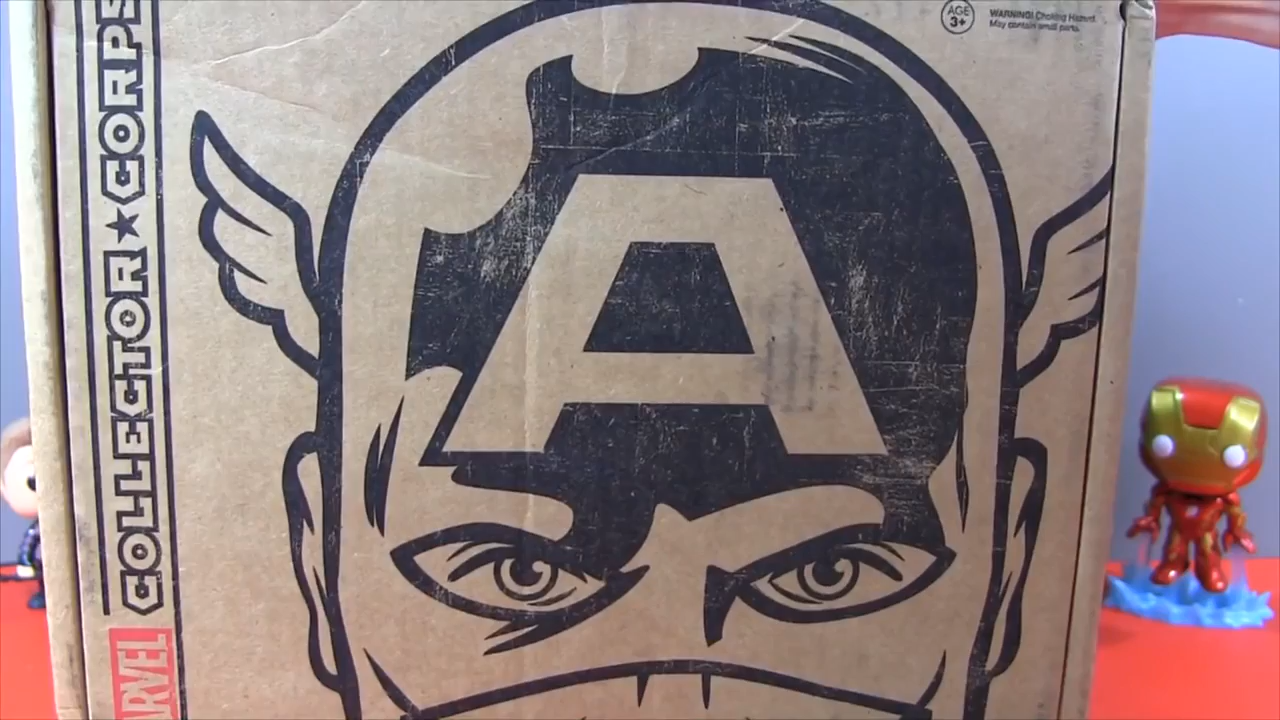 COLLECTOR★CORPS
MARVEL
A
AGE
3+
WARNING! Choking Hazard.
May contain small parts.